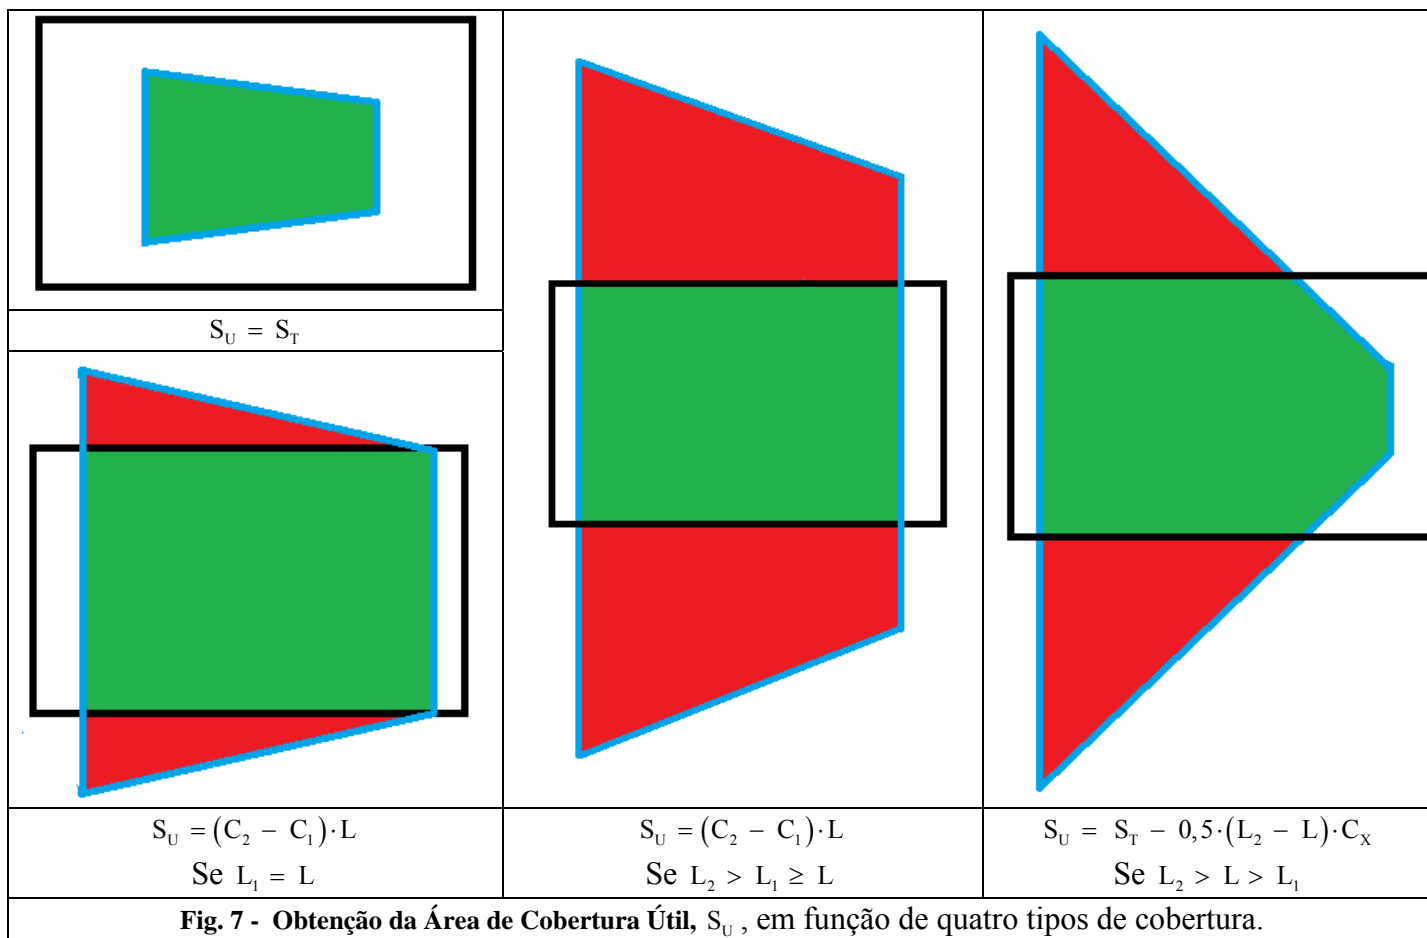 S_U = S_T
S_U = (C_2 − C_1)·L
Se L_1 = L
S_U = (C_2 − C_1)·L
Se L_2 > L_1 ≥ L
S_U = S_T − 0,5·(L_2 − L)·C_X
Se L_2 > L > L_1
Fig. 7 - Obtenção da Área de Cobertura Útil, S_U , em função de quatro tipos de cobertura.